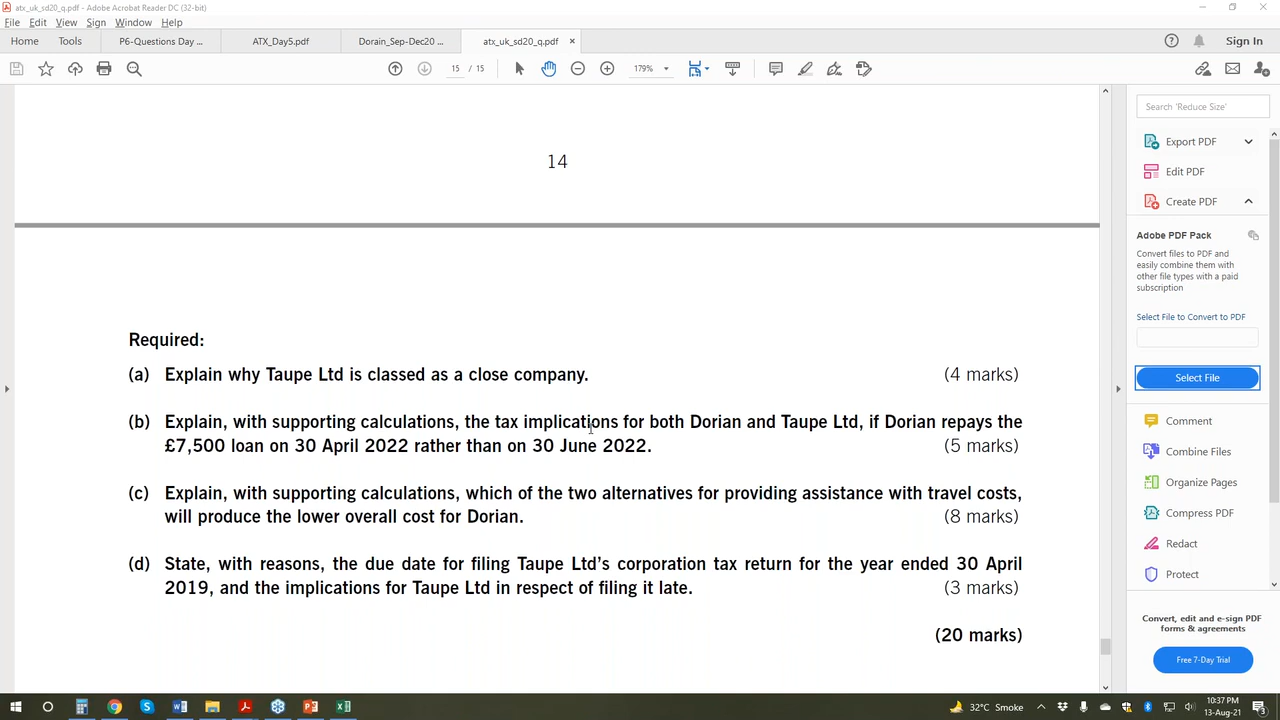 atx_uk_sd20_q.pdf - Adobe Acrobat Reader DC (32-bit)
File Edit View Sign Window Help
Home Tools P6-Questions Day ... ATX_Day5.pdf Dorain_Sep-Dec20 ... atx_uk_sd20_q.pdf × Sign In
15 / 15 179%
Search 'Reduce Size'
Export PDF
Edit PDF
Create PDF
Adobe PDF Pack
Convert files to PDF and
easily combine them with
other file types with a paid
subscription
Select File to Convert to PDF
Select File
Comment
Combine Files
Organize Pages
Compress PDF
Redact
Protect
Convert, edit and e-sign PDF
forms & agreements
Free 7-Day Trial
14
Required:
(a) Explain why Taupe Ltd is classed as a close company. (4 marks)
(b) Explain, with supporting calculations, the tax implications for both Dorian and Taupe Ltd, if Dorian repays the
£7,500 loan on 30 April 2022 rather than on 30 June 2022. (5 marks)
(c) Explain, with supporting calculations, which of the two alternatives for providing assistance with travel costs,
will produce the lower overall cost for Dorian. (8 marks)
(d) State, with reasons, the due date for filing Taupe Ltd's corporation tax return for the year ended 30 April
2019, and the implications for Taupe Ltd in respect of filing it late. (3 marks)
(20 marks)
32°C Smoke
10:37 PM
13-Aug-21